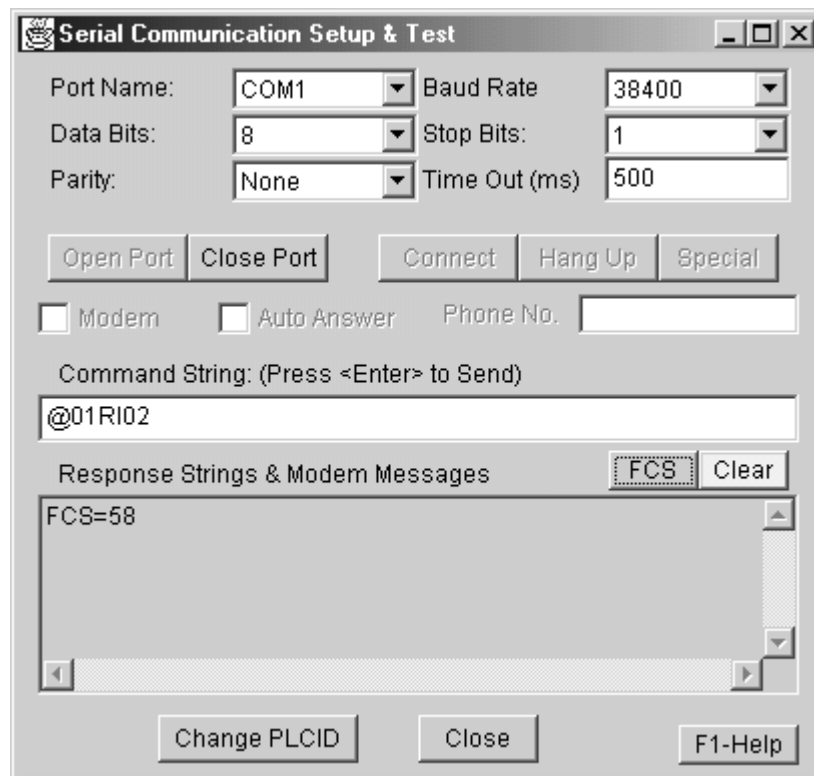 Serial Communication Setup & Test
Port Name: COM1 Baud Rate 38400
Data Bits: 8 Stop Bits: 1
Parity: None Time Out (ms) 500
Open Port Close Port Connect Hang Up Special
Modem Auto Answer Phone No.
Command String: (Press <Enter> to Send)
@01RI02
Response Strings & Modem Messages FCS Clear
FCS=58
Change PLCID Close F1-Help